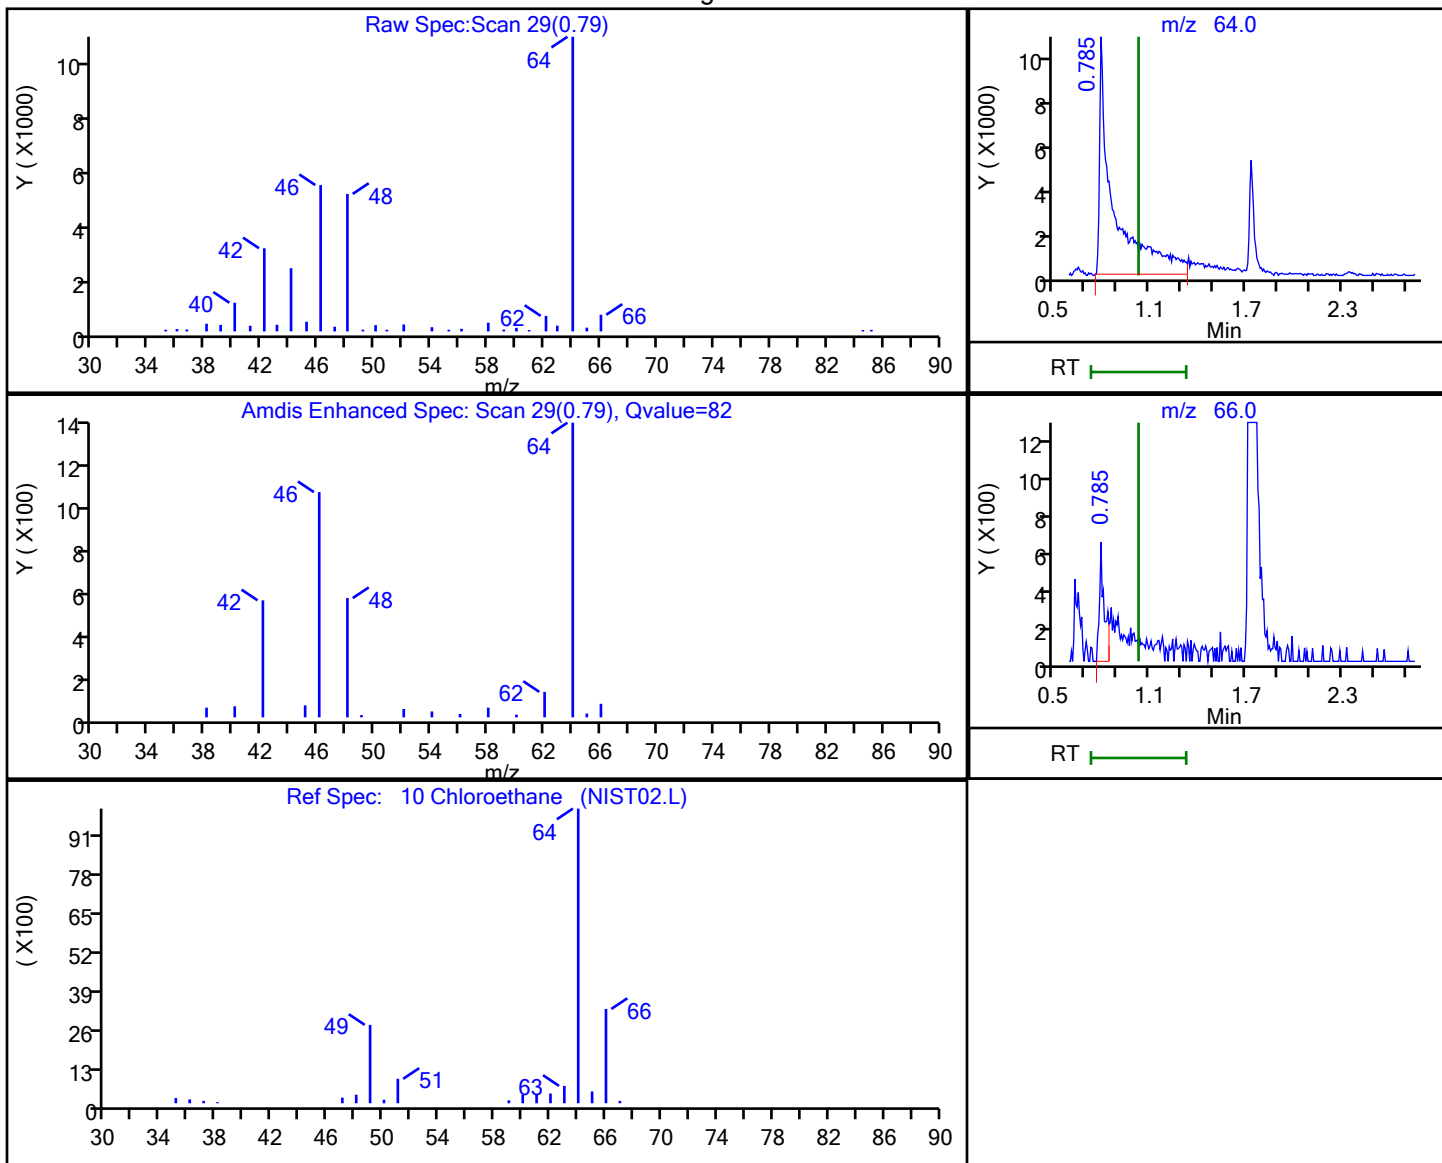 Raw Spec:Scan 29(0.79)
Y ( X1000)
10
8
6
4
2
0
64
46
48
42
40
62
66
30 34 38 42 46 50 54 58 62 66 70 74 78 82 86 90
m/z
m/z 64.0
Y ( X1000)
10
8
6
4
2
0
0.785
0.5 1.1 1.7 2.3
Min
RT
Amdis Enhanced Spec: Scan 29(0.79), Qvalue=82
Y ( X100)
14
12
10
8
6
4
2
0
64
46
42
48
62
30 34 38 42 46 50 54 58 62 66 70 74 78 82 86 90
m/z
m/z 66.0
Y ( X100)
12
10
8
6
4
2
0
0.785
0.5 1.1 1.7 2.3
Min
RT
Ref Spec: 10 Chloroethane (NIST02.L)
( X100)
91
78
65
52
39
26
13
0
64
66
49
51
63
30 34 38 42 46 50 54 58 62 66 70 74 78 82 86 90